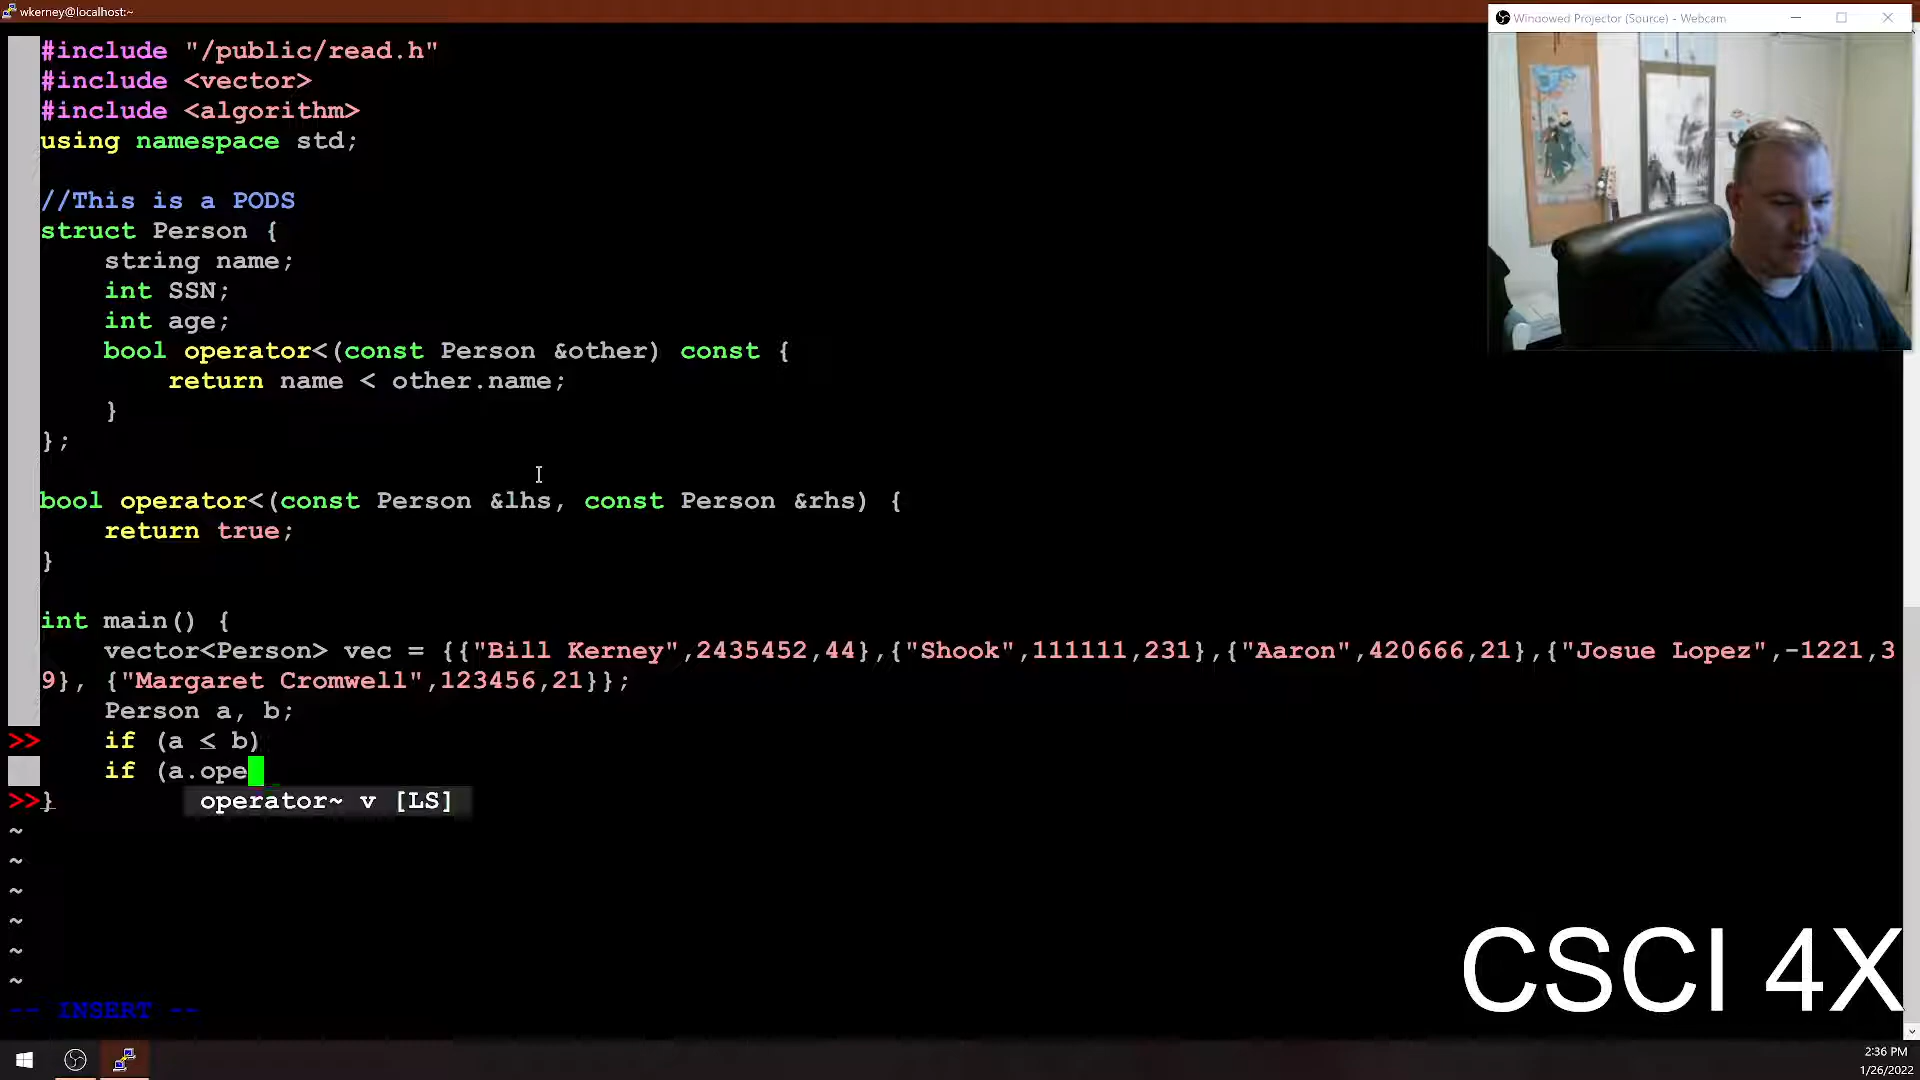 wkerney@localhost:~
Windowed Projector (Source) - Webcam
#include "/public/read.h"
#include <vector>
#include <algorithm>
using namespace std;
//This is a PODS
struct Person {
string name;
int SSN;
int age;
bool operator<(const Person &other) const {
return name < other.name;
}
};
bool operator<(const Person &lhs, const Person &rhs) {
return true;
}
int main() {
vector<Person> vec = {{"Bill Kerney",2435452,44},{"Shook",111111,231},{"Aaron",420666,21},{"Josue Lopez",-1221,3
9}, {"Margaret Cromwell",123456,21}};
Person a, b;
>> if (a < b)
if (a.ope
>>}
operator~ v [LS]
~
~
~
~
~
~
-- INSERT --
CSCI 4X
2:36 PM
1/26/2022